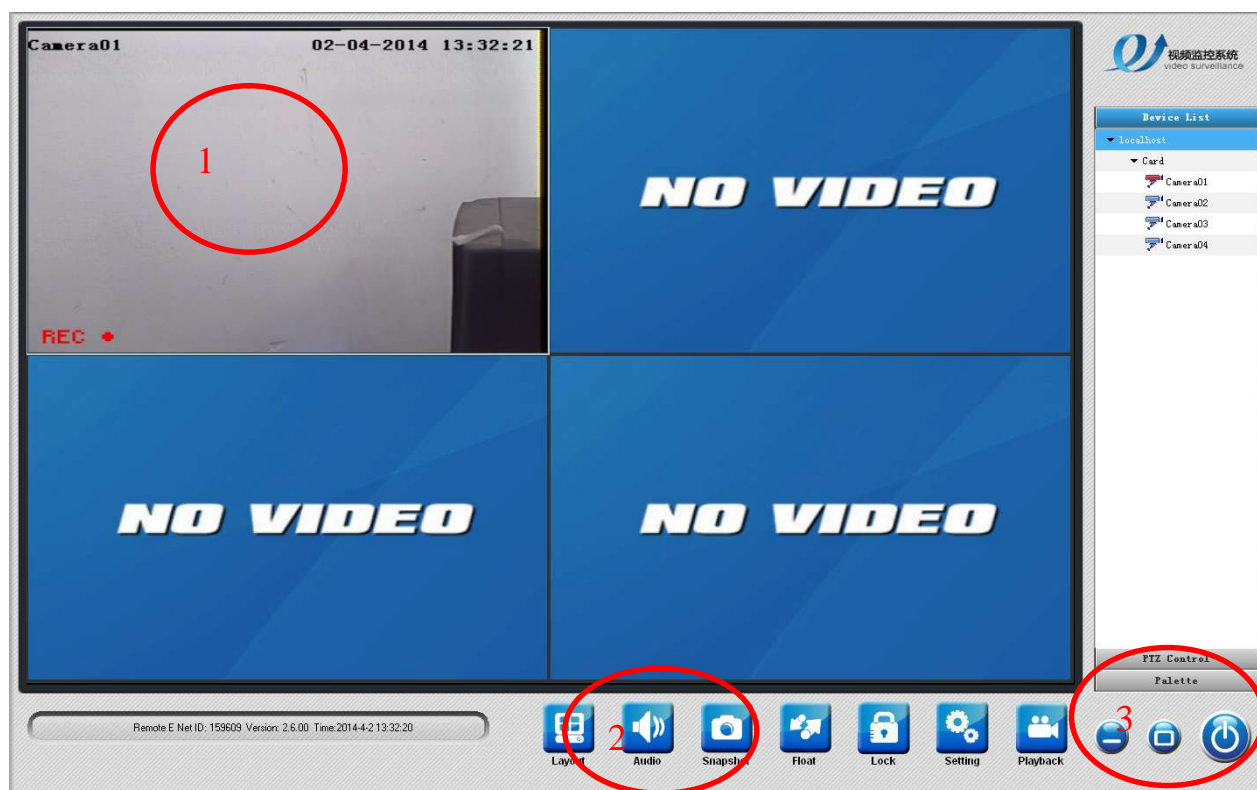 Camera01 02-04-2014 13:32:21
1
REC
NO VIDEO
NO VIDEO
NO VIDEO
视频监控系统
video surveillance
Device List
localhost
Card
Camera01
Camera02
Camera03
Camera04
PTZ Control
Palette
Remote E Net ID: 159609 Version: 2.6.00 Time:2014-4-2 13:32:20
2
3
Layout Audio Snapshot Float Lock Setting Playback